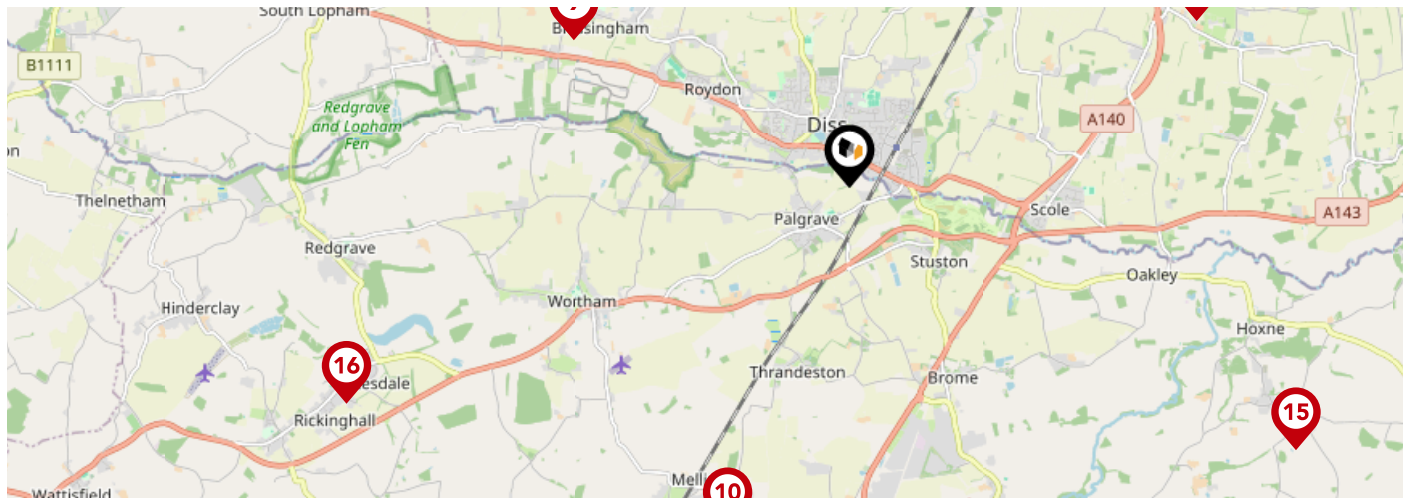 South Lopham
B1111
Roydon
Redgrave
and Lopham
Fen
Diss
A140
Thelnetham
Palgrave
Scole
A143
Redgrave
Stuston
Oakley
Hinderclay
Wortham
Hoxne
16
Thrandeston
Brome
15
Rickinghall
10
Wattisfield